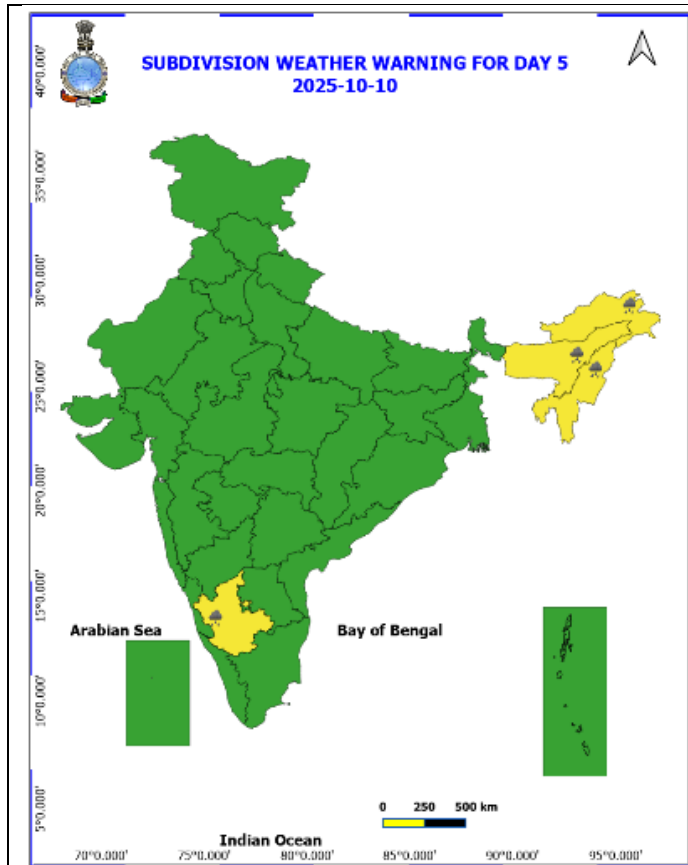 SUBDIVISION WEATHER WARNING FOR DAY 5
2025-10-10
40°0.000'
35°0.000'
30°0.000'
25°0.000'
20°0.000'
15°0.000'
10°0.000'
5°0.000'
Arabian Sea
Bay of Bengal
0 250 500 km
Indian Ocean
70°0.000' 75°0.000' 80°0.000' 85°0.000' 90°0.000' 95°0.000'